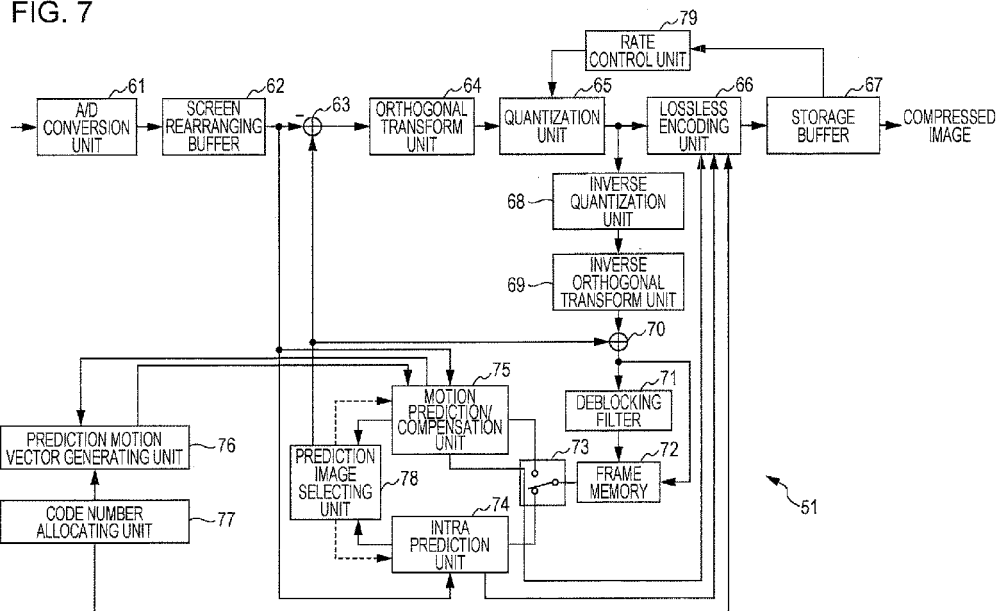 FIG. 7
79
RATE
CONTROL UNIT
61
A/D
CONVERSION
UNIT
62
SCREEN
REARRANGING
BUFFER
63
–
64
ORTHOGONAL
TRANSFORM
UNIT
65
QUANTIZATION
UNIT
66
LOSSLESS
ENCODING
UNIT
67
STORAGE
BUFFER
COMPRESSED
IMAGE
68
INVERSE
QUANTIZATION
UNIT
69
INVERSE
ORTHOGONAL
TRANSFORM UNIT
70
71
DEBLOCKING
FILTER
75
MOTION
PREDICTION/
COMPENSATION
UNIT
76
PREDICTION MOTION
VECTOR GENERATING UNIT
78
PREDICTION
IMAGE
SELECTING
UNIT
73
72
FRAME
MEMORY
77
CODE NUMBER
ALLOCATING UNIT
74
INTRA
PREDICTION
UNIT
51